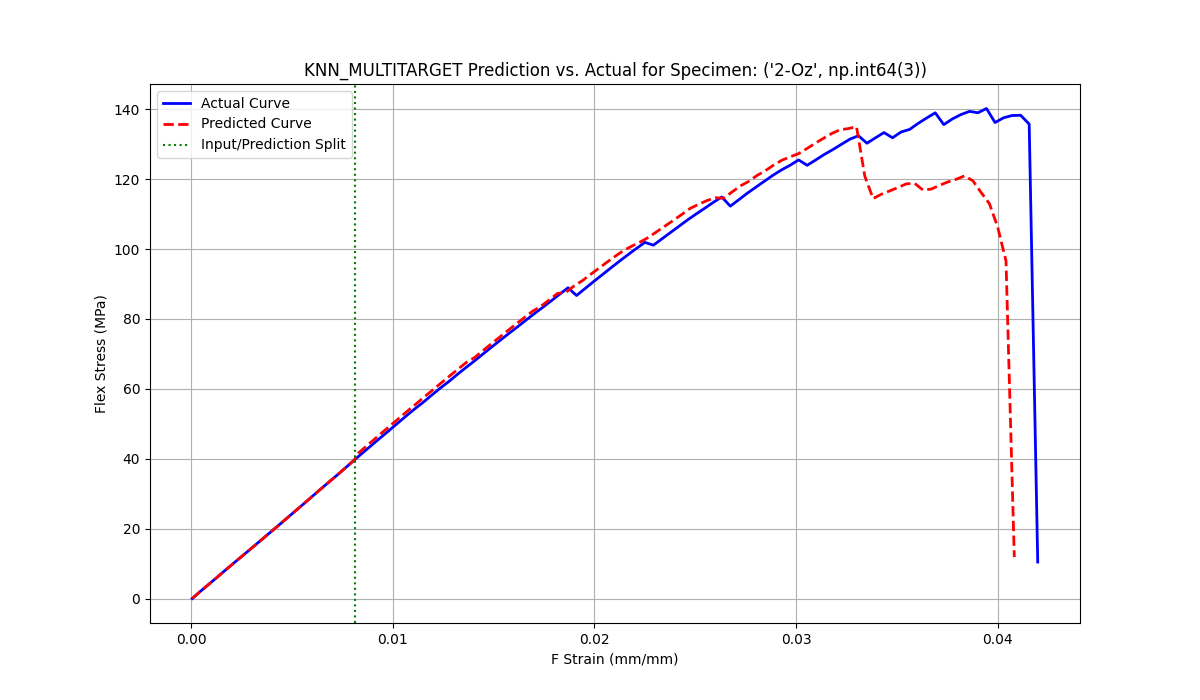 KNN_MULTITARGET Prediction vs. Actual for Specimen: ('2-Oz', np.int64(3))
Actual Curve
Predicted Curve
Input/Prediction Split
140
120
100
80
60
40
20
0
Flex Stress (MPa)
0.00 0.01 0.02 0.03 0.04
F Strain (mm/mm)